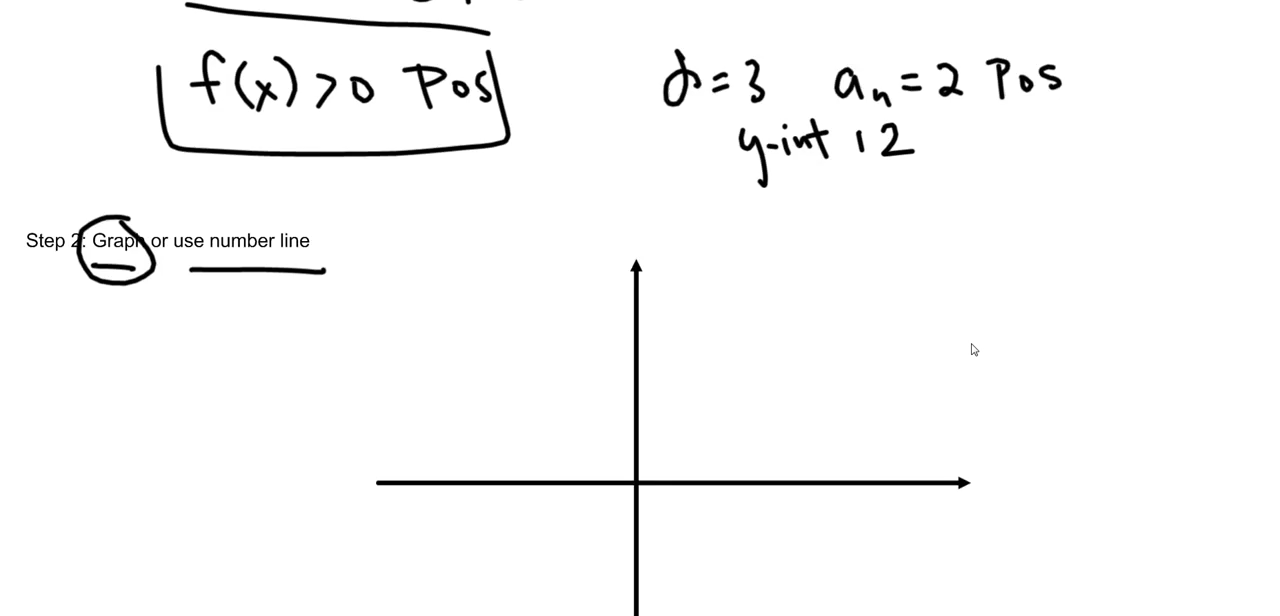 f(x) > 0 Pos
d = 3 aₙ = 2 Pos
y-int 12
Step 2: Graph or use number line